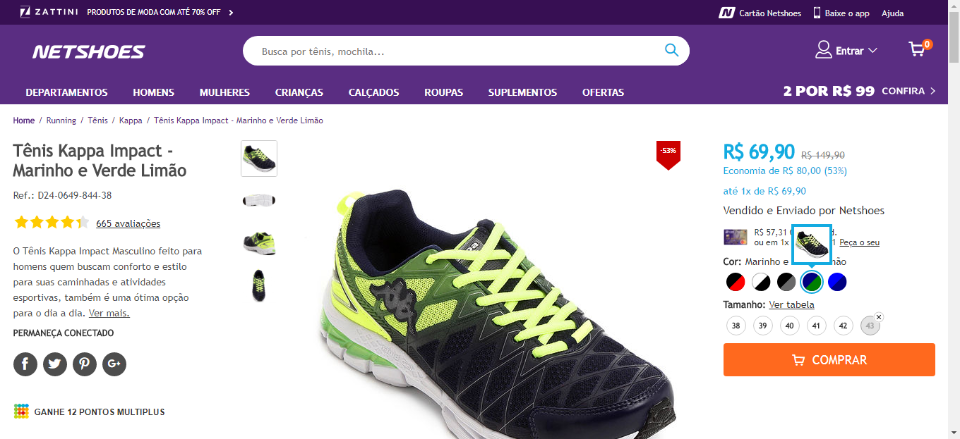 ZATTINI PRODUTOS DE MODA COM ATÉ 70% OFF
Cartão Netshoes Baixe o app Ajuda
NETSHOES
Busca por tênis, mochila...
Entrar
0
DEPARTAMENTOS HOMENS MULHERES CRIANÇAS CALÇADOS ROUPAS SUPLEMENTOS OFERTAS
2 POR R$ 99 CONFIRA
Home / Running / Tênis / Kappa / Tênis Kappa Impact - Marinho e Verde Limão
Tênis Kappa Impact -
Marinho e Verde Limão
Ref.: D24-0649-844-38
665 avaliações
O Tênis Kappa Impact Masculino feito para
homens quem buscam conforto e estilo
para suas caminhadas e atividades
esportivas, também é uma ótima opção
para o dia a dia. Ver mais.
PERMANEÇA CONECTADO
GANHE 12 PONTOS MULTIPLUS
-53%
R$ 69,90 R$ 149,90
Economia de R$ 80,00 (53%)
até 1x de R$ 69,90
Vendido e Enviado por Netshoes
R$ 57,31
ou em 1x Peça o seu
Cor: Marinho e
Tamanho: Ver tabela
38 39 40 41 42 43
COMPRAR